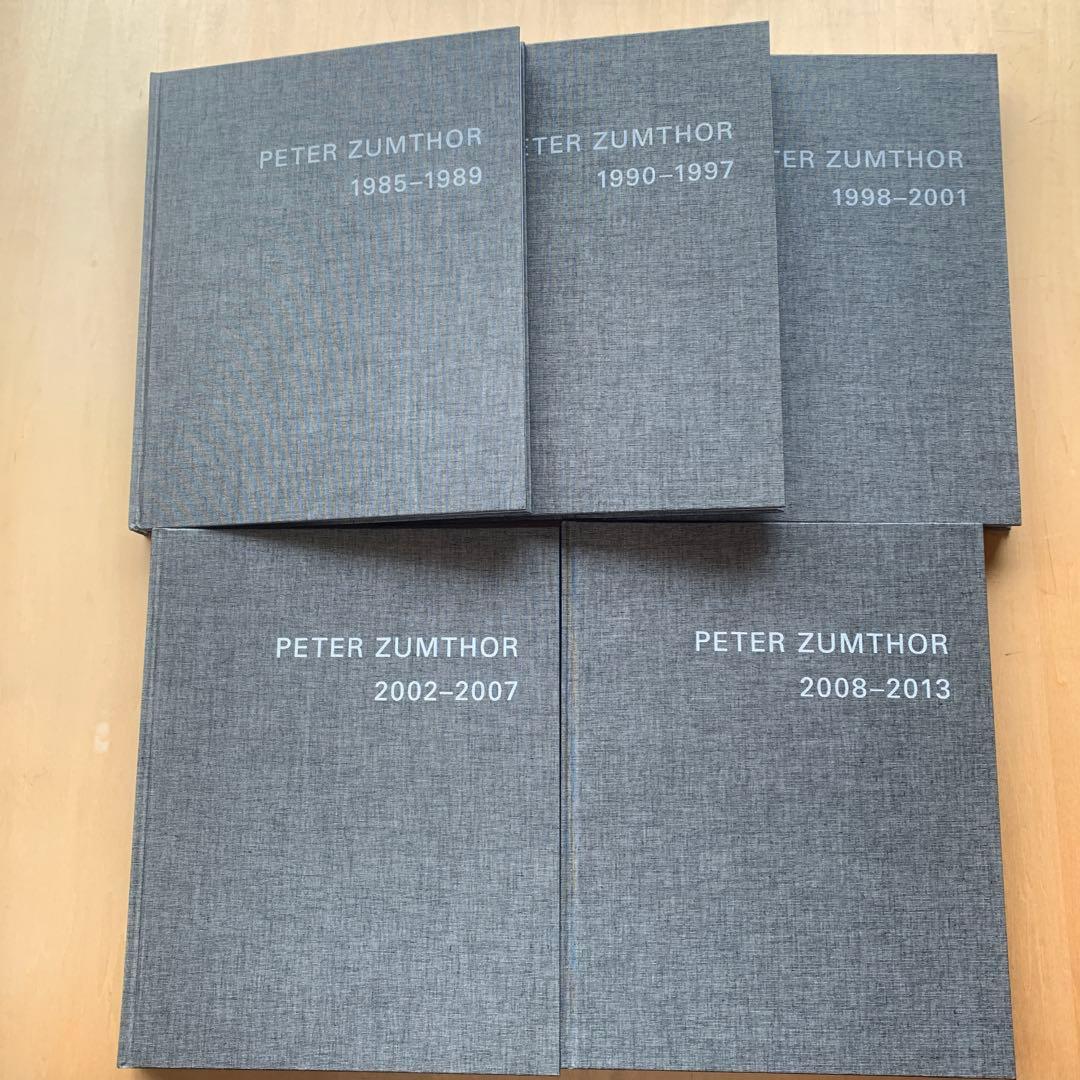 PETER ZUMTHOR
1985–1989
ETER ZUMTHOR
1990–1997
TER ZUMTHOR
1998–2001
PETER ZUMTHOR
2002–2007
PETER ZUMTHOR
2008–2013